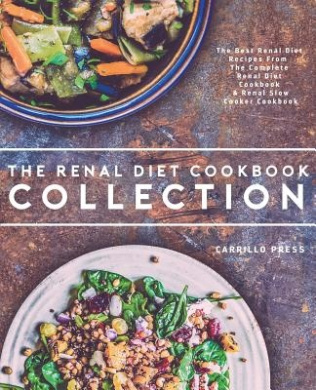 The Best Renal Diet
Recipes From
The Complete
Renal Diet
Cookbook
& Renal Slow
Cooker Cookbook
THE RENAL DIET COOKBOOK
COLLECTION
CARRILLO PRESS